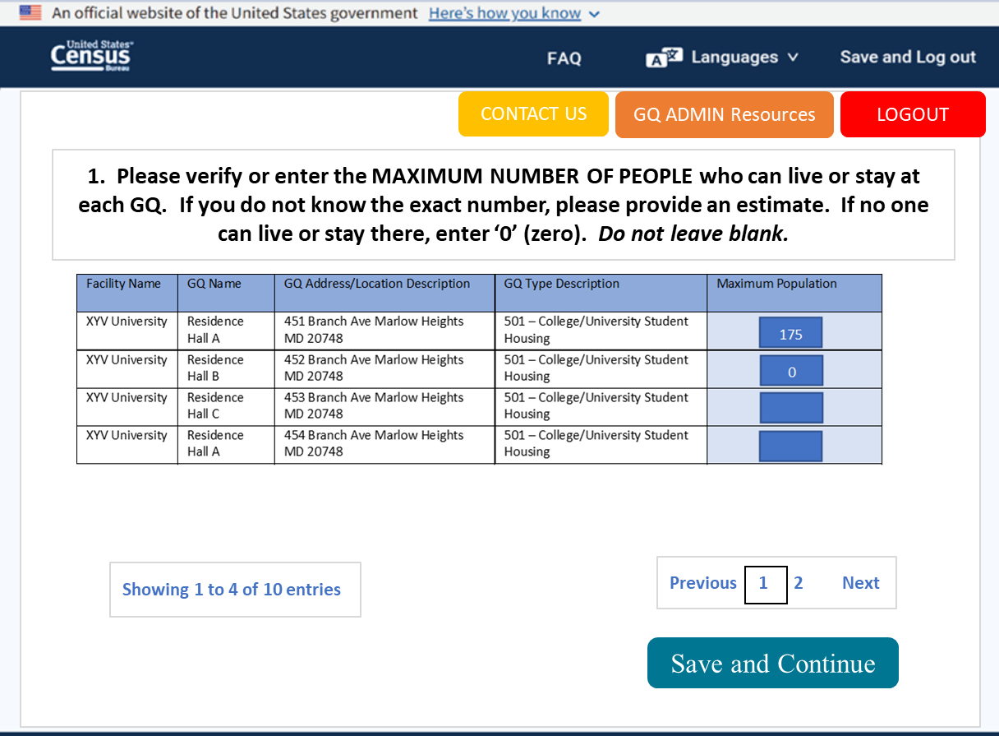 An official website of the United States government Here's how you know
United States®
Census
Bureau
FAQ Languages Save and Log out
CONTACT US GQ ADMIN Resources LOGOUT
1. Please verify or enter the MAXIMUM NUMBER OF PEOPLE who can live or stay at
each GQ. If you do not know the exact number, please provide an estimate. If no one
can live or stay there, enter ‘0’ (zero). Do not leave blank.
Facility Name GQ Name GQ Address/Location Description GQ Type Description Maximum Population
XYV University Residence 451 Branch Ave Marlow Heights 501 – College/University Student
Hall A MD 20748 Housing 175
XYV University Residence 452 Branch Ave Marlow Heights 501 – College/University Student
Hall B MD 20748 Housing 0
XYV University Residence 453 Branch Ave Marlow Heights 501 – College/University Student
Hall C MD 20748 Housing
XYV University Residence 454 Branch Ave Marlow Heights 501 – College/University Student
Hall A MD 20748 Housing
Showing 1 to 4 of 10 entries
Previous 1 2 Next
Save and Continue